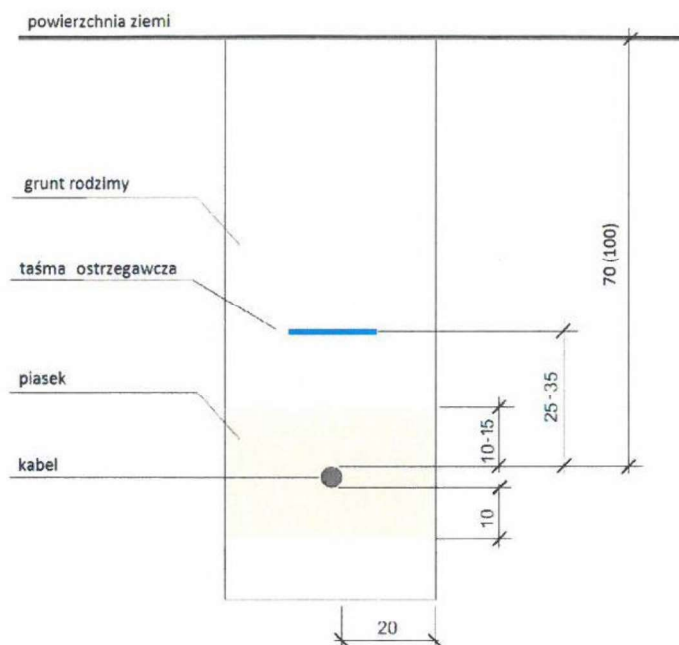 powierzchnia ziemi
grunt rodzimy
taśma ostrzegawcza
70 (100)
25-35
piasek
10-15
kabel
10
20